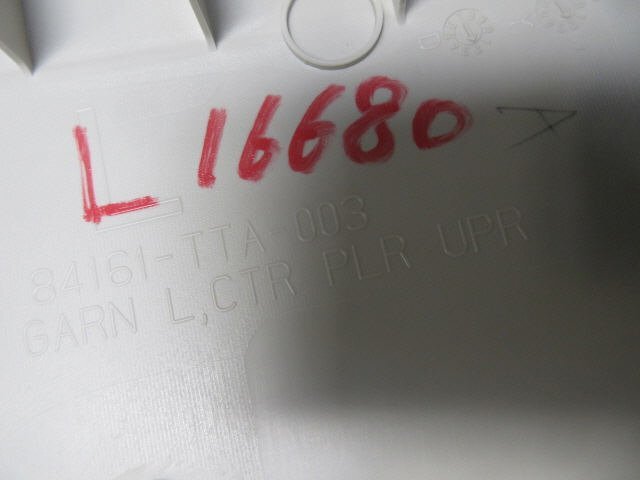 D Y
L 16680 A
L
84161-TTA-003
GARN L,CTR PLR UPR